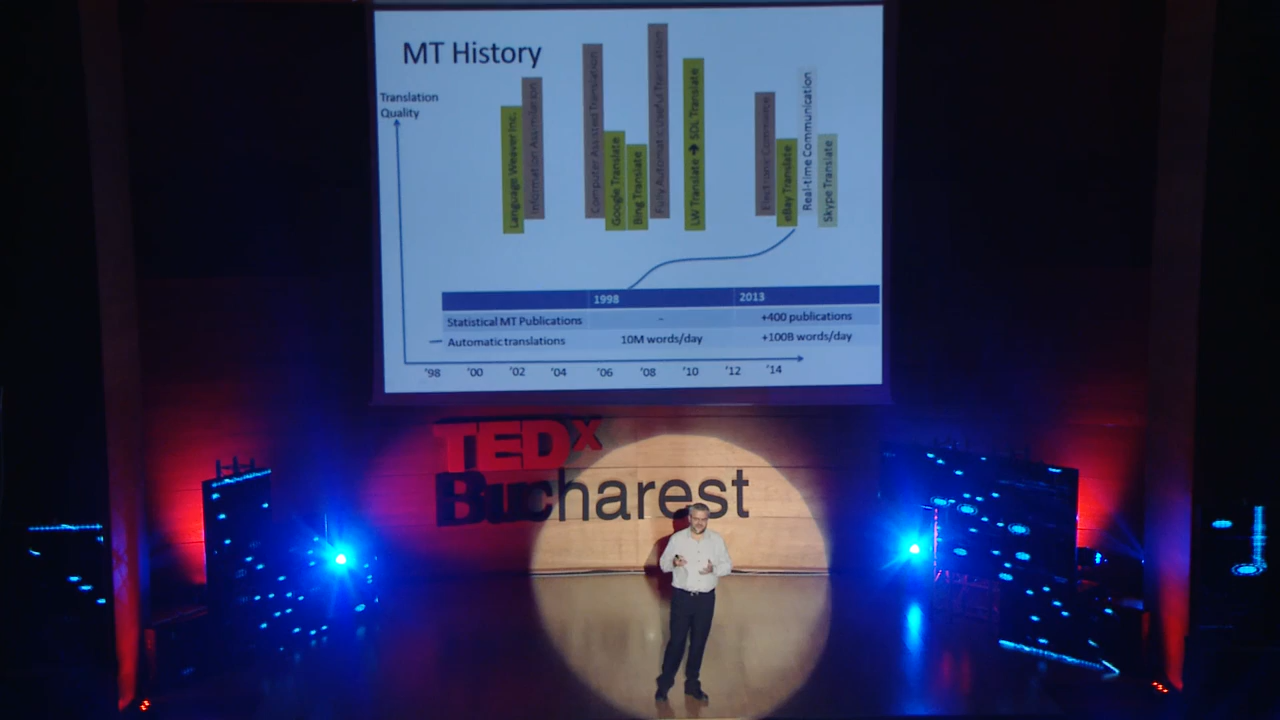 MT History
Translation
Quality
Language Weaver Inc.
Information Assimilation
Computer Assisted Translation
Google Translate
Bing Translate
Fully Automatic Useful Translation
LW Translate → SDL Translate
Electronic Commerce
eBay Translate
Real-time Communication
Skype Translate
1998 2013
Statistical MT Publications - +400 publications
Automatic translations 10M words/day +100B words/day
'98 '00 '02 '04 '06 '08 '10 '12 '14
TEDx
Bucharest